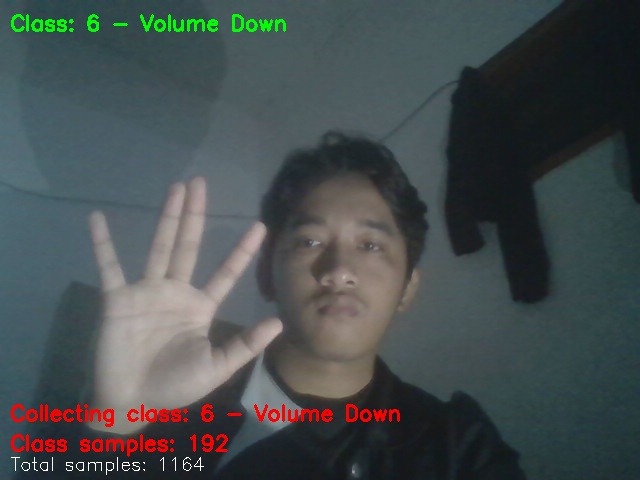 Class: 6 - Volume Down
Collecting class: 6 - Volume Down
Class samples: 192
Total samples: 1164